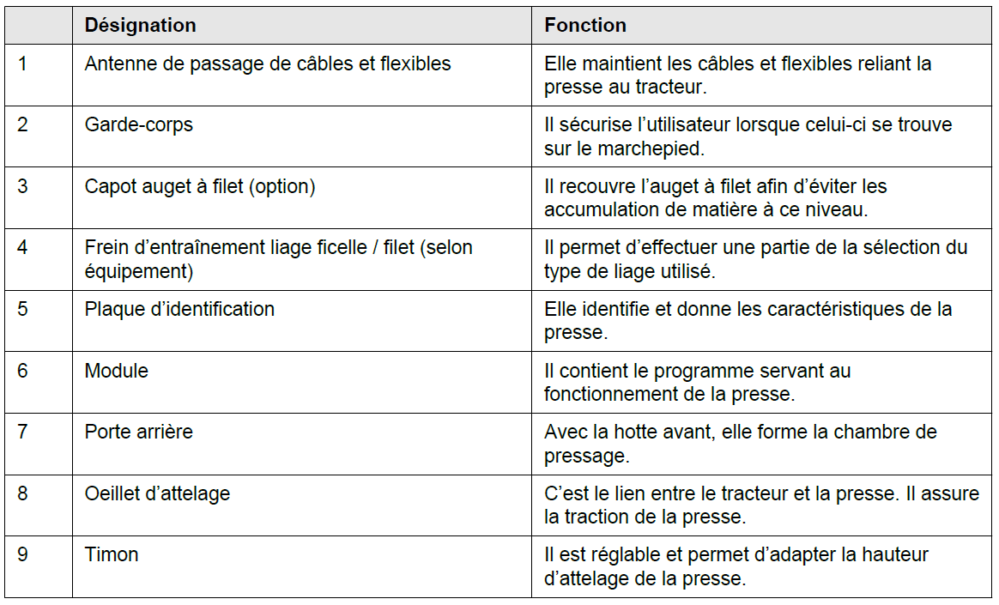 Désignation Fonction
1 Antenne de passage de câbles et flexibles Elle maintient les câbles et flexibles reliant la
presse au tracteur.
2 Garde-corps Il sécurise l’utilisateur lorsque celui-ci se trouve
sur le marchepied.
3 Capot auget à filet (option) Il recouvre l’auget à filet afin d’éviter les
accumulation de matière à ce niveau.
4 Frein d’entraînement liage ficelle / filet (selon Il permet d’effectuer une partie de la sélection du
équipement) type de liage utilisé.
5 Plaque d’identification Elle identifie et donne les caractéristiques de la
presse.
6 Module Il contient le programme servant au
fonctionnement de la presse.
7 Porte arrière Avec la hotte avant, elle forme la chambre de
pressage.
8 Oeillet d’attelage C’est le lien entre le tracteur et la presse. Il assure
la traction de la presse.
9 Timon Il est réglable et permet d’adapter la hauteur
d’attelage de la presse.